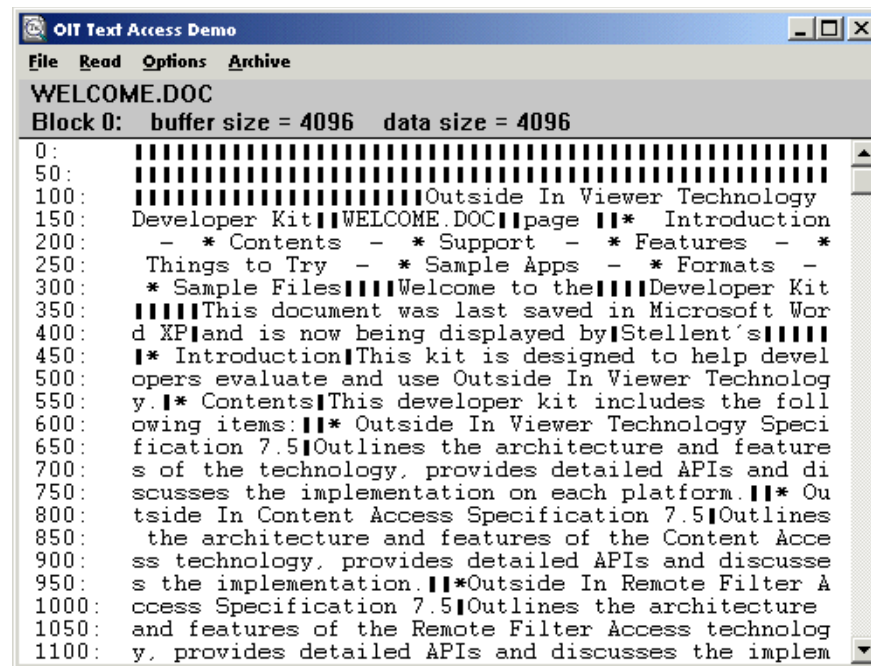 OIT Text Access Demo
File Read Options Archive
WELCOME.DOC
Block 0: buffer size = 4096 data size = 4096
0: ▌▌▌▌▌▌▌▌▌▌▌▌▌▌▌▌▌▌▌▌▌▌▌▌▌▌▌▌▌▌▌▌▌▌▌▌▌▌▌▌▌▌▌▌▌▌▌▌▌▌
50: ▌▌▌▌▌▌▌▌▌▌▌▌▌▌▌▌▌▌▌▌▌▌▌▌▌▌▌▌▌▌▌▌▌▌▌▌▌▌▌▌▌▌▌▌▌▌▌▌▌▌
100: ▌▌▌▌▌▌▌▌▌▌▌▌▌▌▌▌▌▌▌▌▌Outside In Viewer Technology
150: Developer Kit▌▌WELCOME.DOC▌▌page ▌▌* Introduction
200: - * Contents - * Support - * Features - *
250: Things to Try - * Sample Apps - * Formats -
300: * Sample Files▌▌▌▌Welcome to the▌▌▌▌Developer Kit
350: ▌▌▌▌▌This document was last saved in Microsoft Wor
400: d XP▌and is now being displayed by▌Stellent´s▌▌▌▌▌
450: ▌* Introduction▌This kit is designed to help devel
500: opers evaluate and use Outside In Viewer Technolog
550: y.▌* Contents▌This developer kit includes the foll
600: owing items:▌▌* Outside In Viewer Technology Speci
650: fication 7.5▌Outlines the architecture and feature
700: s of the technology, provides detailed APIs and di
750: scusses the implementation on each platform.▌▌* Ou
800: tside In Content Access Specification 7.5▌Outlines
850: the architecture and features of the Content Acce
900: ss technology, provides detailed APIs and discusse
950: s the implementation.▌▌*Outside In Remote Filter A
1000: ccess Specification 7.5▌Outlines the architecture
1050: and features of the Remote Filter Access technolog
1100: y, provides detailed APIs and discusses the implem